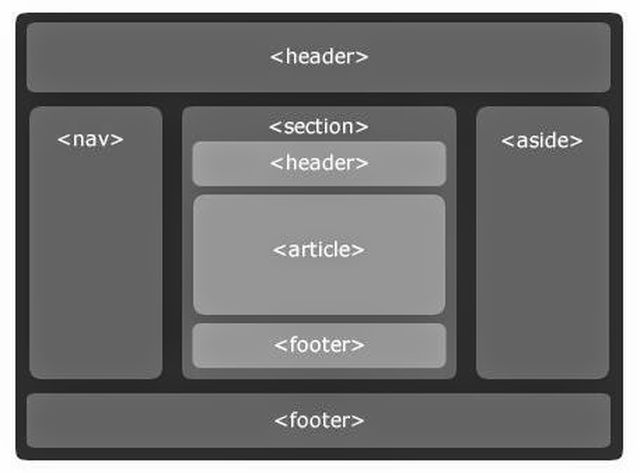 <header>
<nav>
<section>
<header>
<article>
<footer>
<aside>
<footer>